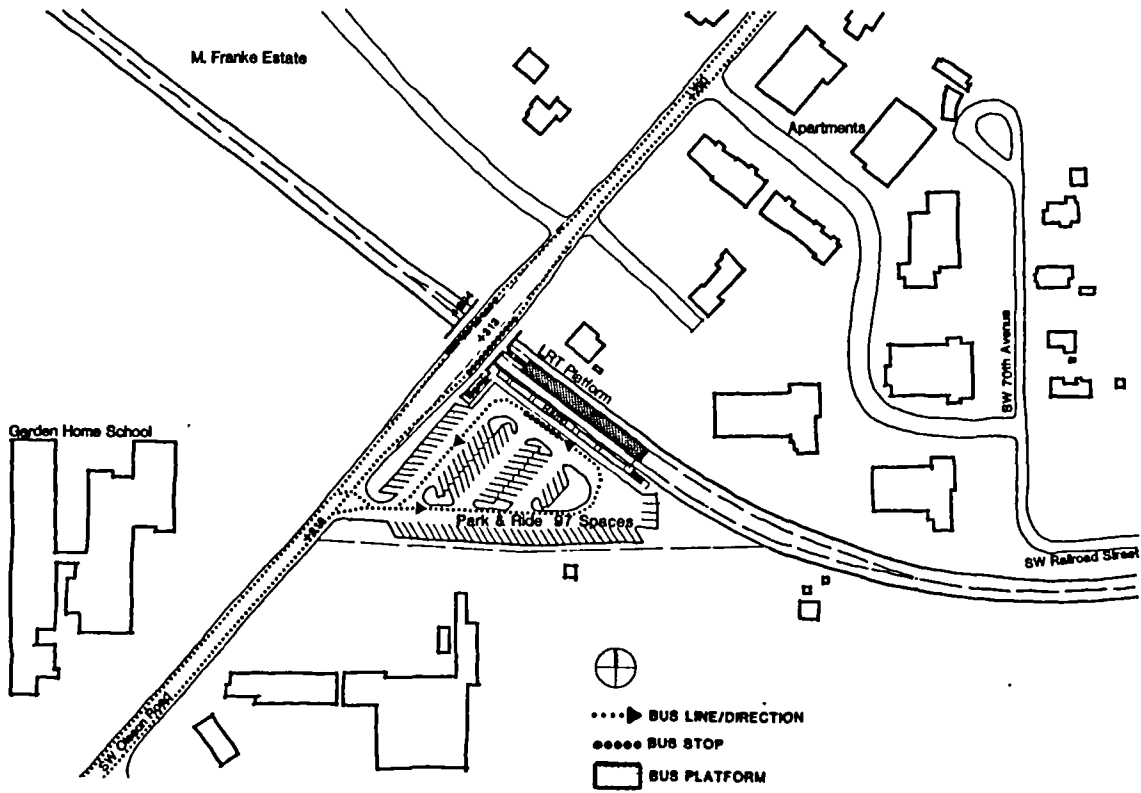 M. Franke Estate
Apartments
+313
LRT Platform
SW 70th Avenue
Garden Home School
Park & Ride 97 Spaces
SW Railroad Street
SW Oleson Road
BUS LINE/DIRECTION
BUS STOP
BUS PLATFORM